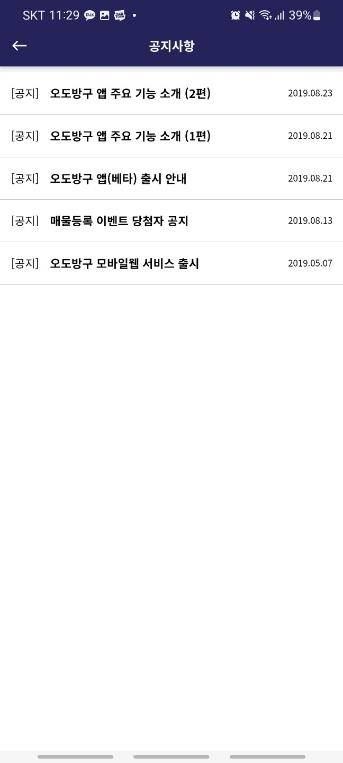 SKT 11:29 39%
공지사항
[공지] 오도방구 앱 주요 기능 소개 (2편) 2019.08.23
[공지] 오도방구 앱 주요 기능 소개 (1편) 2019.08.21
[공지] 오도방구 앱(베타) 출시 안내 2019.08.21
[공지] 매물등록 이벤트 당첨자 공지 2019.08.13
[공지] 오도방구 모바일웹 서비스 출시 2019.05.07